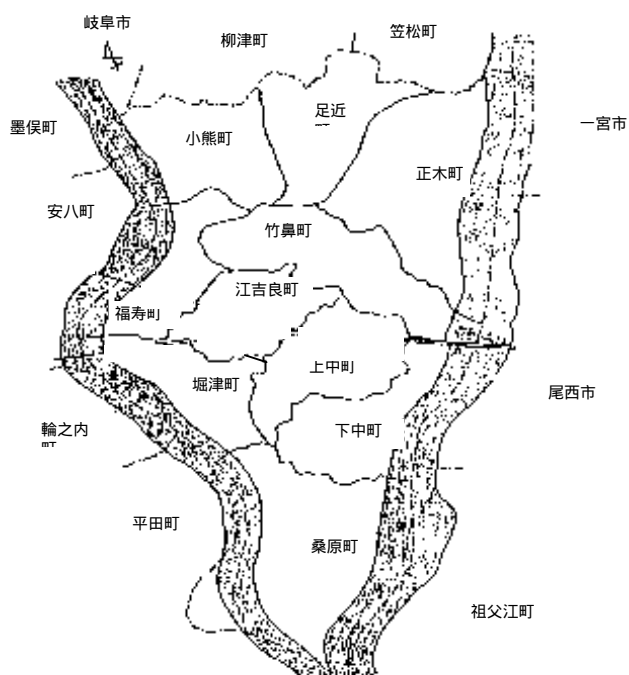 岐阜市
柳津町
笠松町
墨俣町
小熊町
足近
一宮市
正木町
安八町
竹鼻町
江吉良町
福寿町
堀津町
上中町
尾西市
輪之内
下中町
平田町
桑原町
祖父江町